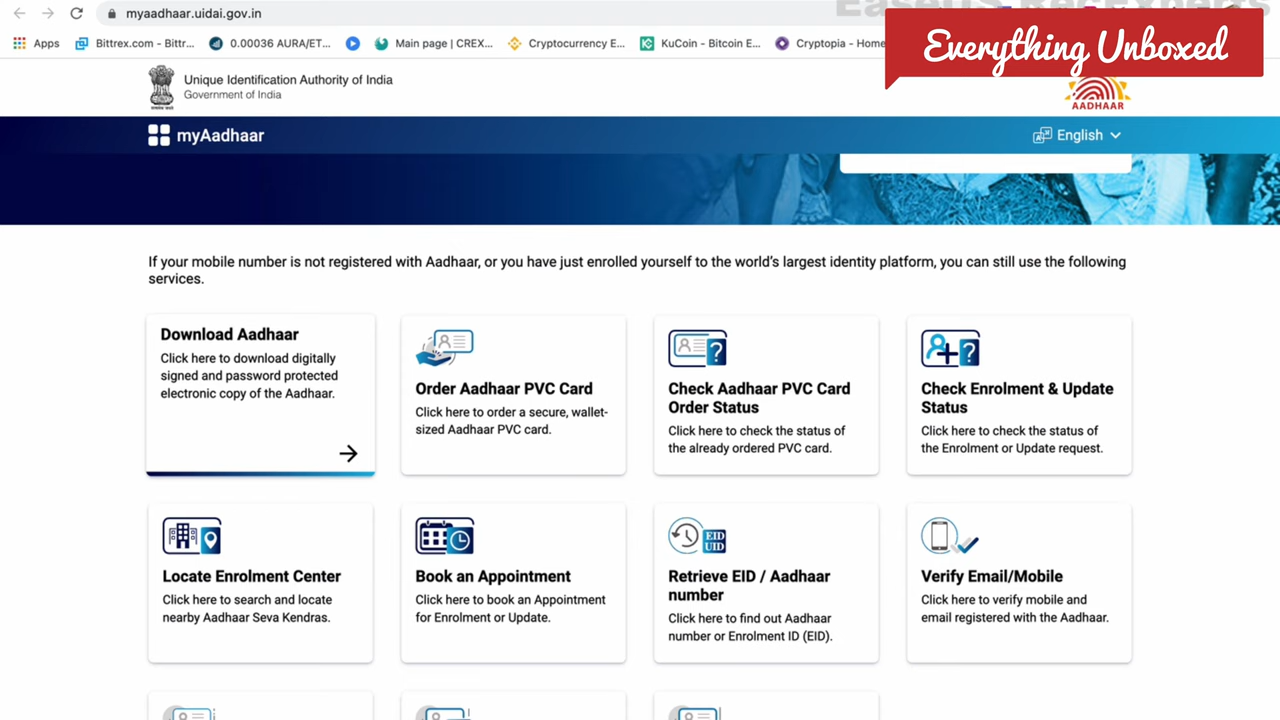 myaadhaar.uidai.gov.in
Apps
Bittrex.com - Bittr...
0.00036 AURA/ET...
Main page | CREX...
Cryptocurrency E...
KuCoin - Bitcoin E...
Cryptopia - Home
Everything Unboxed
Unique Identification Authority of India
Government of India
AADHAAR
myAadhaar
English
If your mobile number is not registered with Aadhaar, or you have just enrolled yourself to the world's largest identity platform, you can still use the following
services.
Download Aadhaar
Click here to download digitally
signed and password protected
electronic copy of the Aadhaar.
Order Aadhaar PVC Card
Click here to order a secure, wallet-
sized Aadhaar PVC card.
Check Aadhaar PVC Card
Order Status
Click here to check the status of
the already ordered PVC card.
Check Enrolment & Update
Status
Click here to check the status of
the Enrolment or Update request.
Locate Enrolment Center
Click here to search and locate
nearby Aadhaar Seva Kendras.
Book an Appointment
Click here to book an Appointment
for Enrolment or Update.
EID
UID
Retrieve EID / Aadhaar
number
Click here to find out Aadhaar
number or Enrolment ID (EID).
Verify Email/Mobile
Click here to verify mobile and
email registered with the Aadhaar.